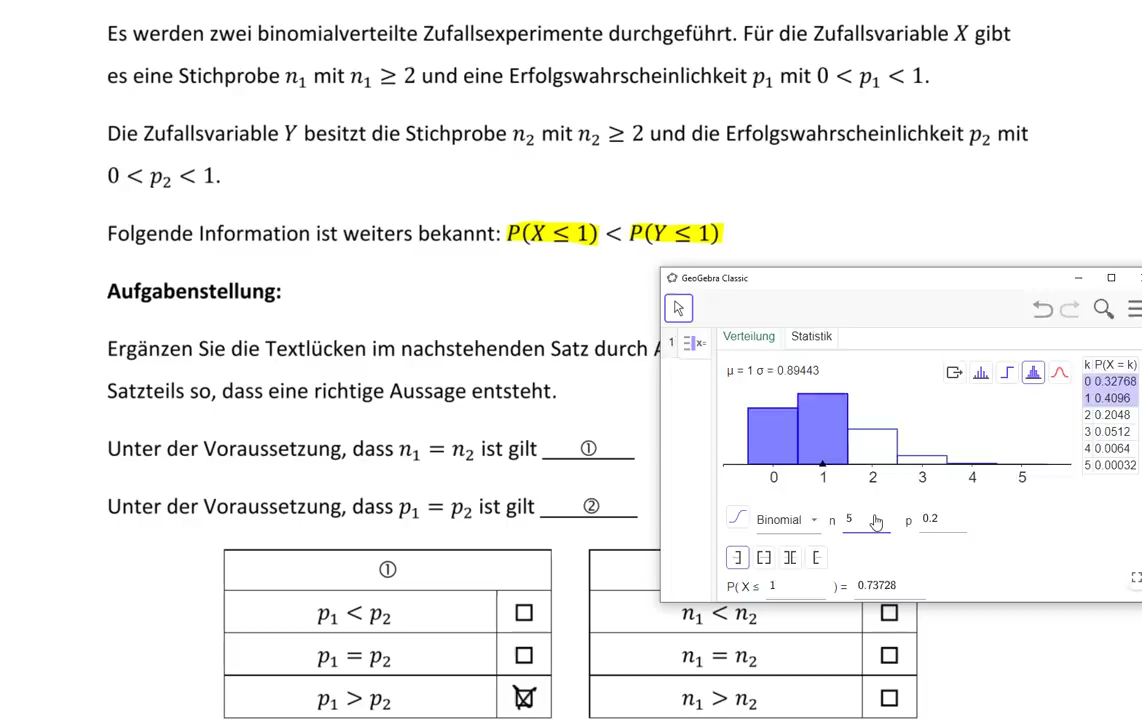 Es werden zwei binomialverteilte Zufallsexperimente durchgeführt. Für die Zufallsvariable X gibt
es eine Stichprobe n₁ mit n₁ ≥ 2 und eine Erfolgswahrscheinlichkeit p₁ mit 0 < p₁ < 1.
Die Zufallsvariable Y besitzt die Stichprobe n₂ mit n₂ ≥ 2 und die Erfolgswahrscheinlichkeit p₂ mit
0 < p₂ < 1.
Folgende Information ist weiters bekannt: P(X ≤ 1) < P(Y ≤ 1)
Aufgabenstellung:
Ergänzen Sie die Textlücken im nachstehenden Satz durch
Satzteils so, dass eine richtige Aussage entsteht.
Unter der Voraussetzung, dass n₁ = n₂ ist gilt ___①___
Unter der Voraussetzung, dass p₁ = p₂ ist gilt ___②___
①
p₁ < p₂
p₁ = p₂
p₁ > p₂
n₁ < n₂
n₁ = n₂
n₁ > n₂
GeoGebra Classic
1 x=
Verteilung Statistik
μ = 1 σ = 0.89443
0 1 2 3 4 5
k P(X = k)
0 0.32768
1 0.4096
2 0.2048
3 0.0512
4 0.0064
5 0.00032
Binomial n 5 p 0.2
P( X ≤ 1 ) = 0.73728